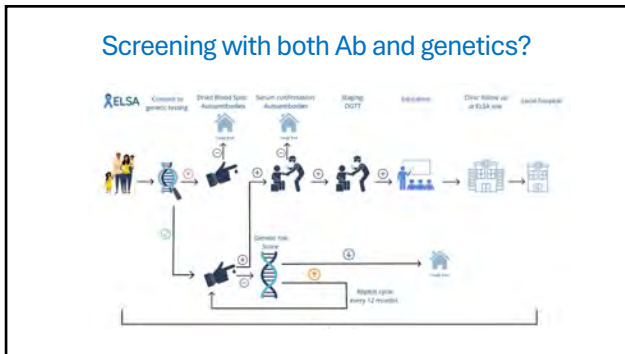 Screening with both Ab and genetics?
ELSA
Consent to
genetic testing
Dried Blood Spot
Autoantibodies
Serum confirmation
Autoantibodies
Staging
OGTT
Education
Clinic follow up
at ELSA site
Local hospital
Genetic risk
Score
Repeat cycle
every 12 months